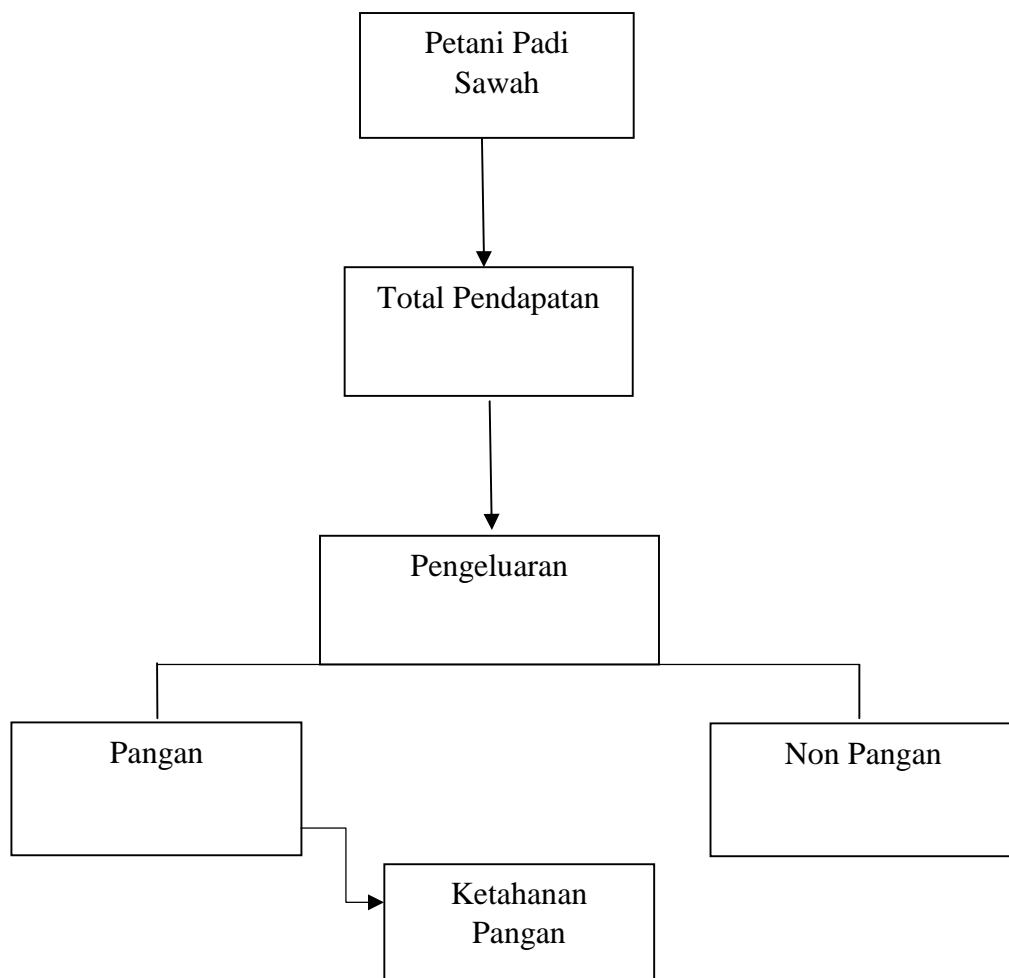 Petani Padi
Sawah
Total Pendapatan
Pengeluaran
Pangan
Non Pangan
Ketahanan
Pangan